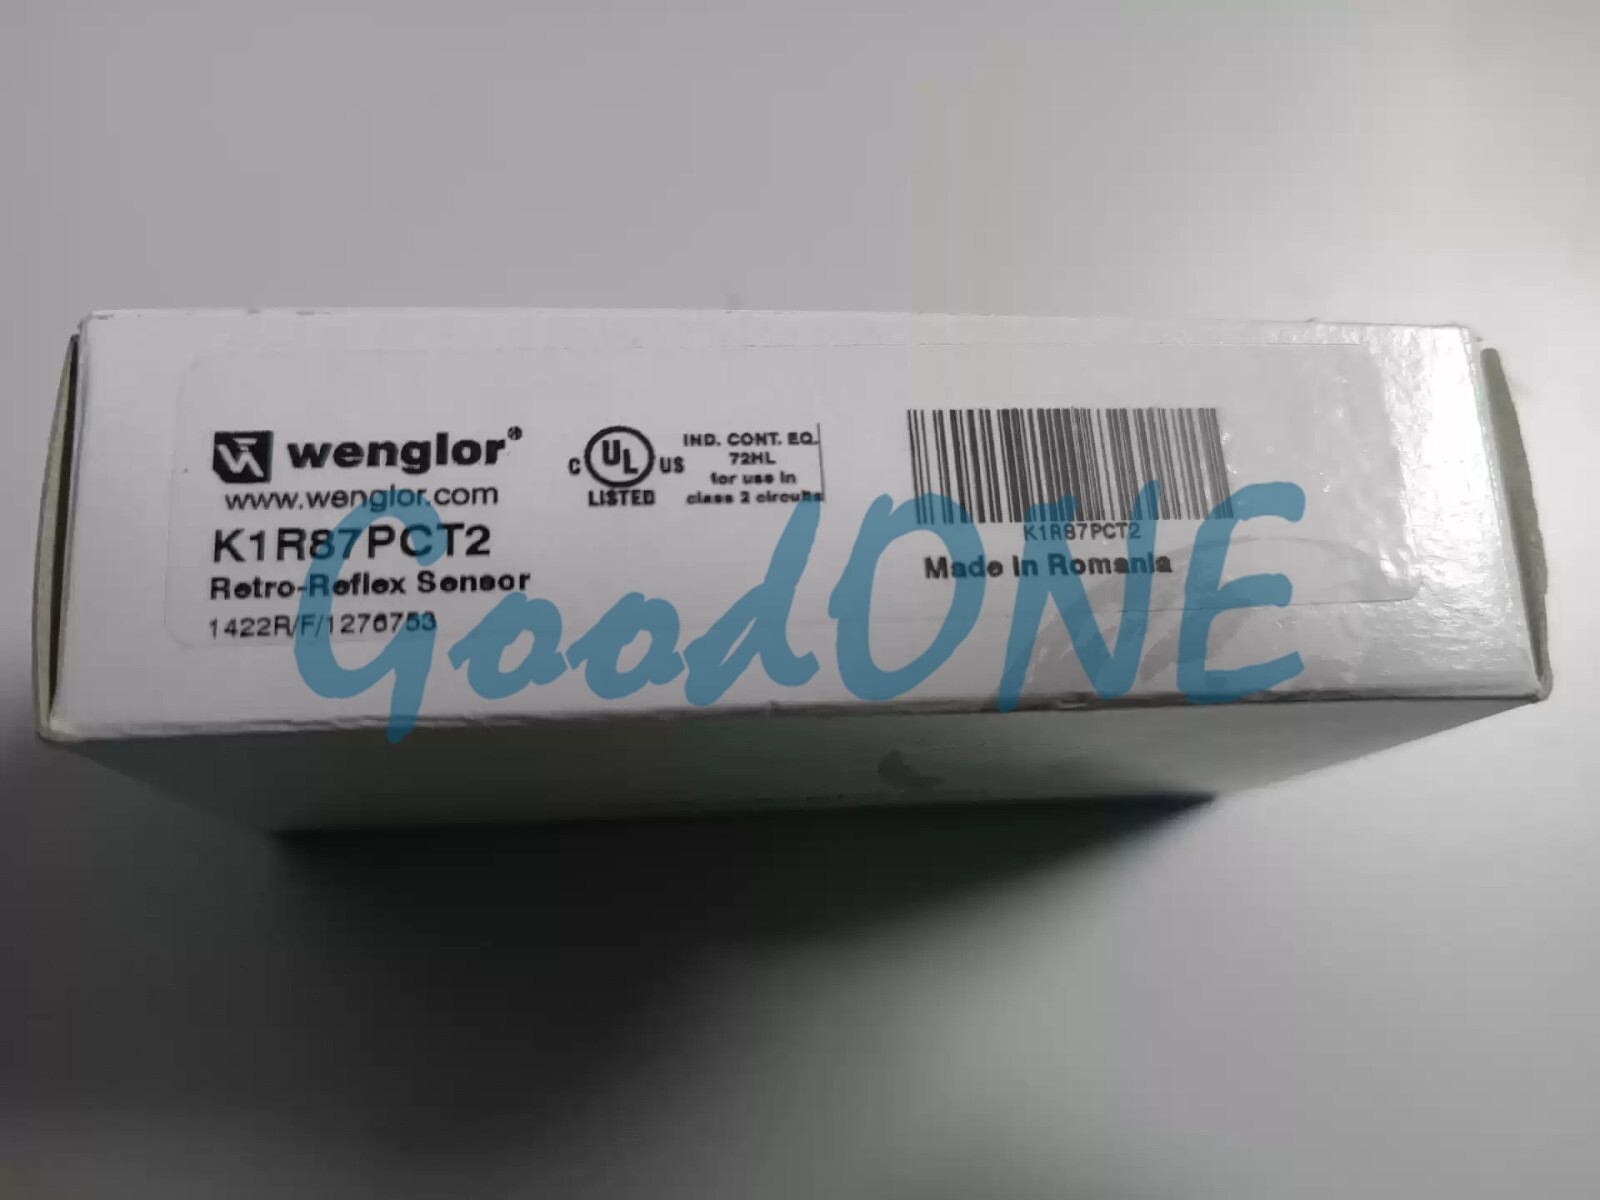 wenglor®
www.wenglor.com
K1R87PCT2
Retro-Reflex Sensor
1422R/F/1276753
C UL US
LISTED
IND. CONT. EQ.
72HL
for use in
class 2 circuits
K1R87PCT2
Made in Romania
GoodONE